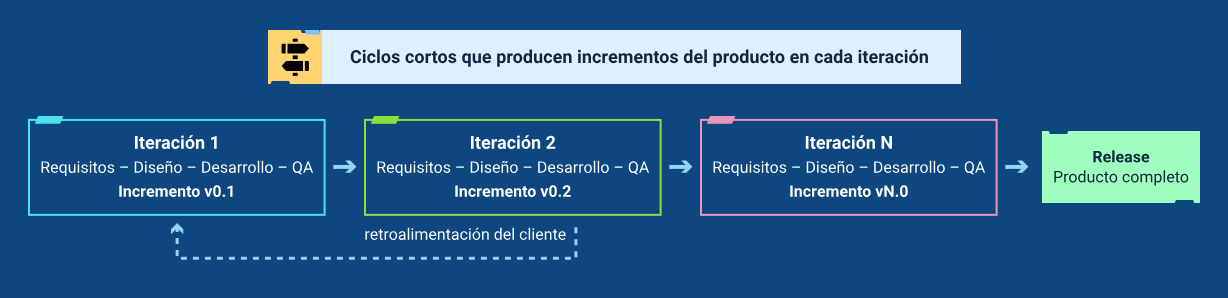 Ciclos cortos que producen incrementos del producto en cada iteración
Iteración 1
Requisitos – Diseño – Desarrollo – QA
Incremento v0.1
Iteración 2
Requisitos – Diseño – Desarrollo – QA
Incremento v0.2
Iteración N
Requisitos – Diseño – Desarrollo – QA
Incremento vN.0
Release
Producto completo
retroalimentación del cliente